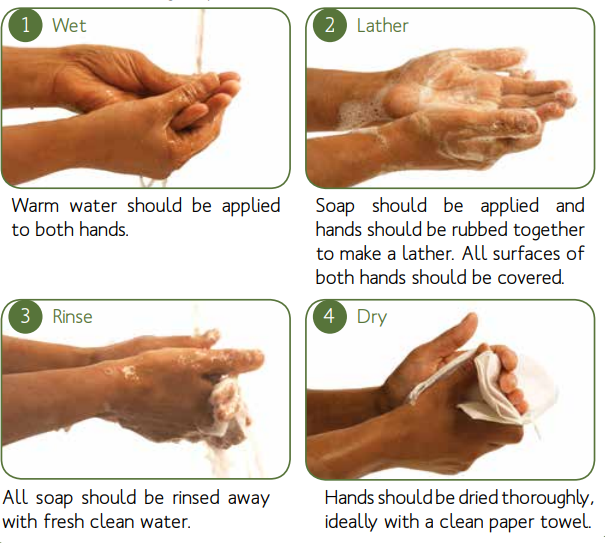 1 Wet
Warm water should be applied
to both hands.
2 Lather
Soap should be applied and
hands should be rubbed together
to make a lather. All surfaces of
both hands should be covered.
3 Rinse
All soap should be rinsed away
with fresh clean water.
4 Dry
Hands should be dried thoroughly,
ideally with a clean paper towel.